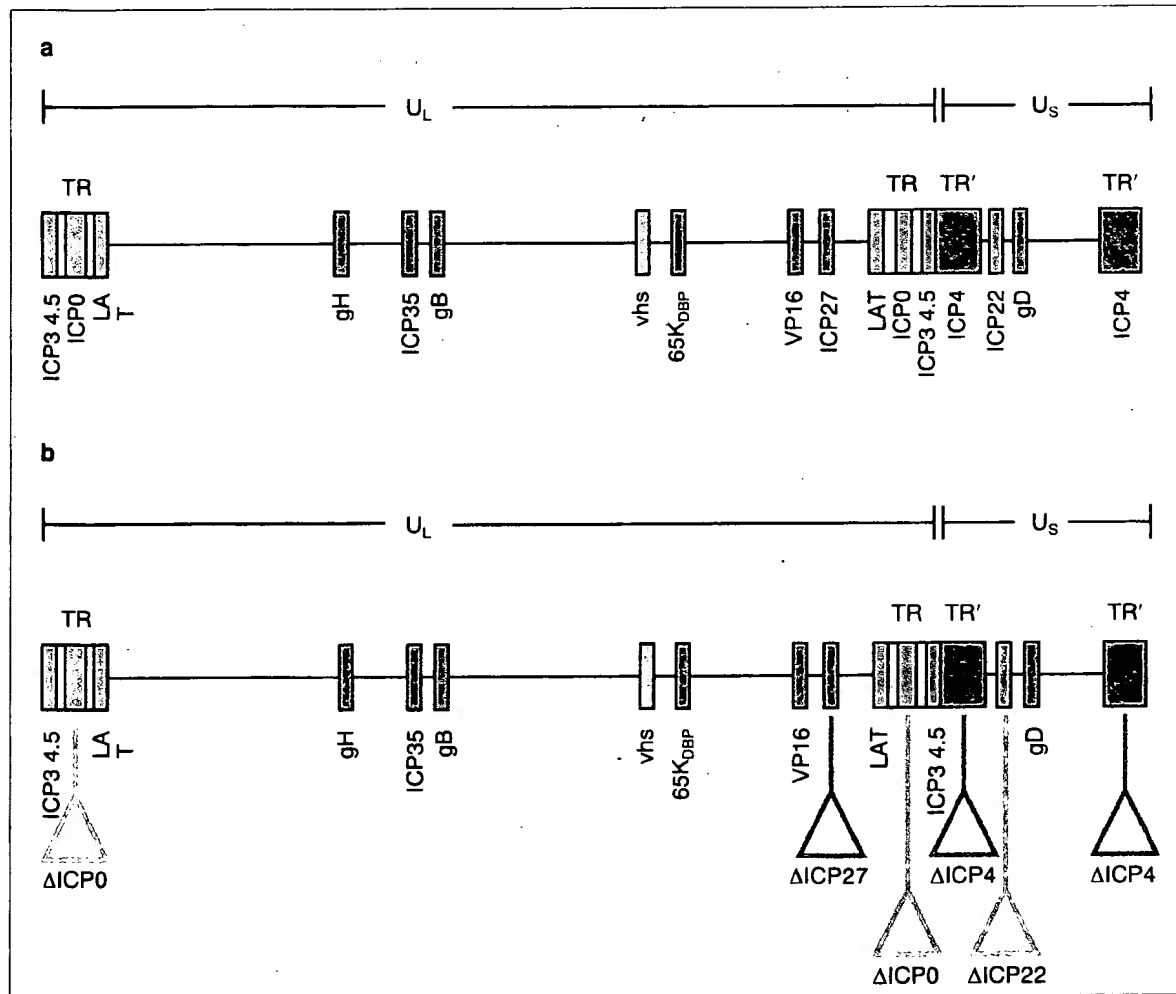 a
U_L U_S
TR TR TR' TR'
ICP3 4.5 ICP0 LA T gH ICP35 gB vhs 65K_DBP VP16 ICP27 LAT ICP0 ICP3 4.5 ICP4 ICP22 gD ICP4
b
U_L U_S
TR TR TR' TR'
ICP3 4.5 LA T gH ICP35 gB vhs 65K_DBP VP16 LAT ICP3 4.5 gD
ΔICP0 ΔICP27 ΔICP4 ΔICP4
ΔICP0 ΔICP22